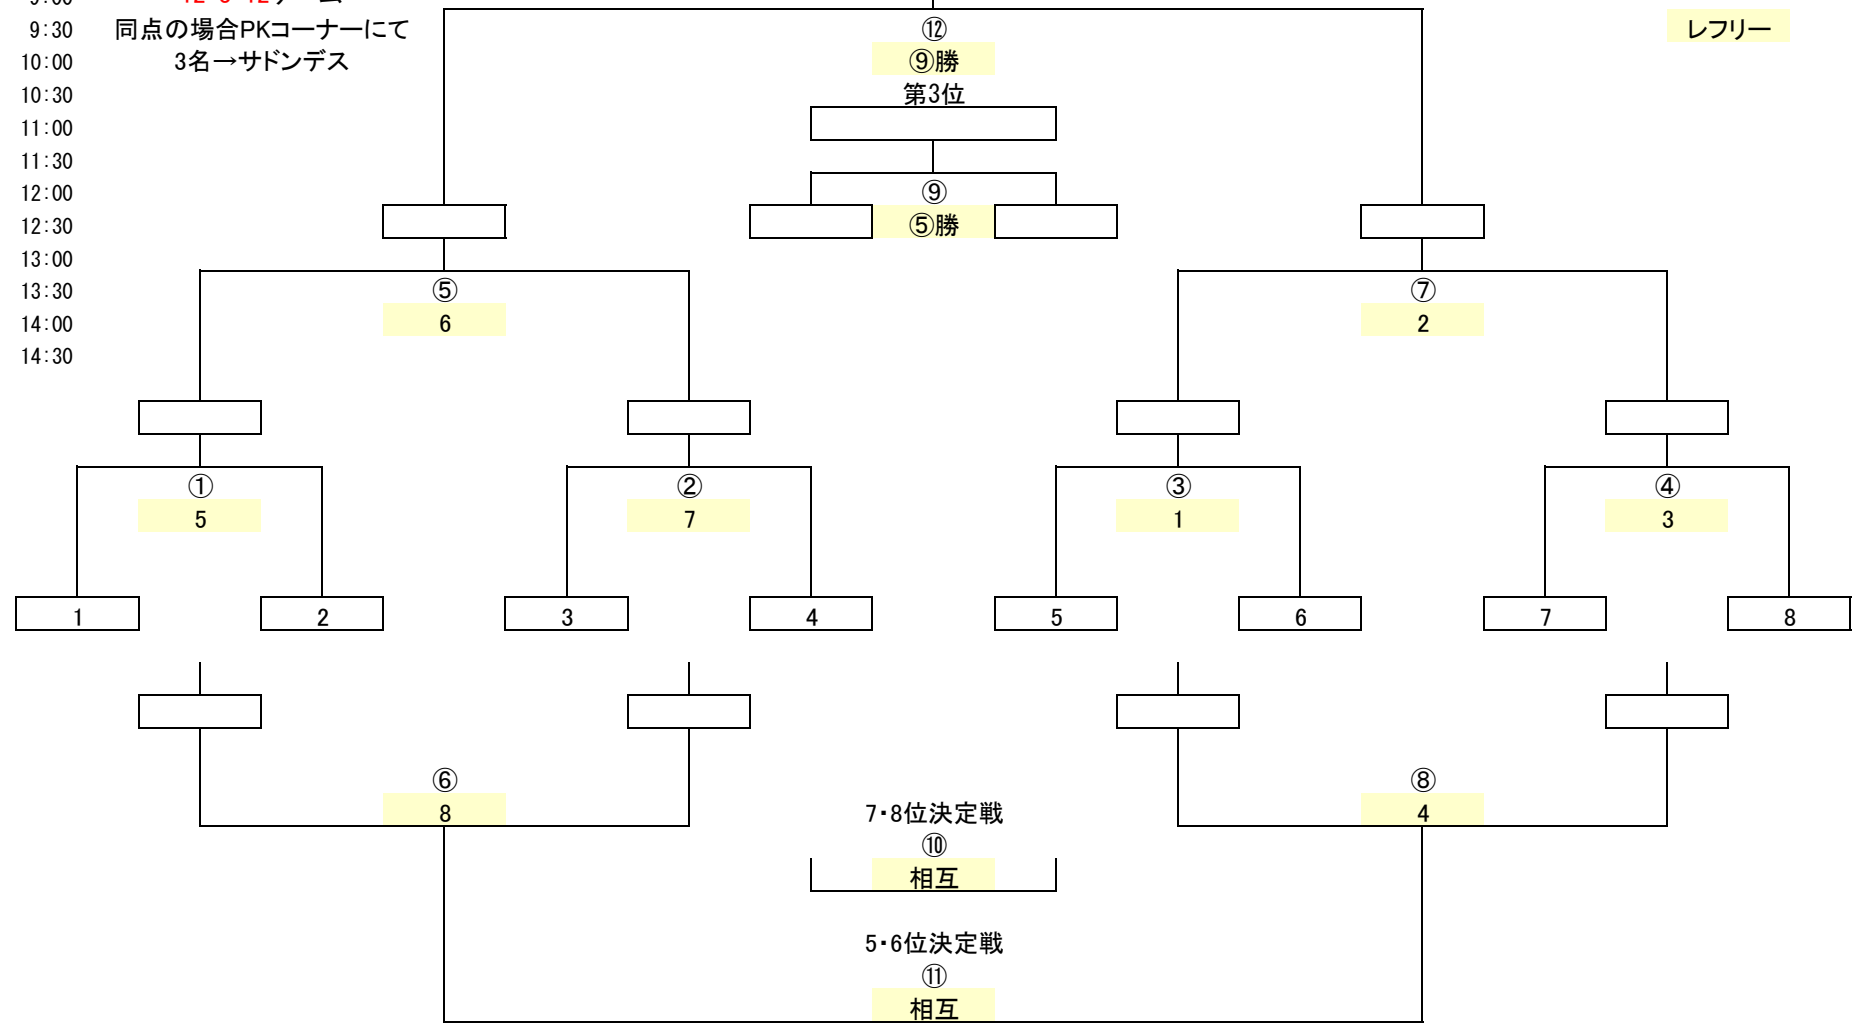 9:30 同点の場合PKコーナーにて ⑫ レフリー
10:00 3名→サドンデス ⑨勝
10:30 第3位
11:00
11:30
12:00 ⑨
12:30 ⑤勝
13:00
13:30 ⑤ ⑦
14:00 6 2
14:30
① ② ③ ④
5 7 1 3
1 2 3 4 5 6 7 8
⑥ ⑧
8 7・8位決定戦 4
⑩
相互
5・6位決定戦
⑪
相互